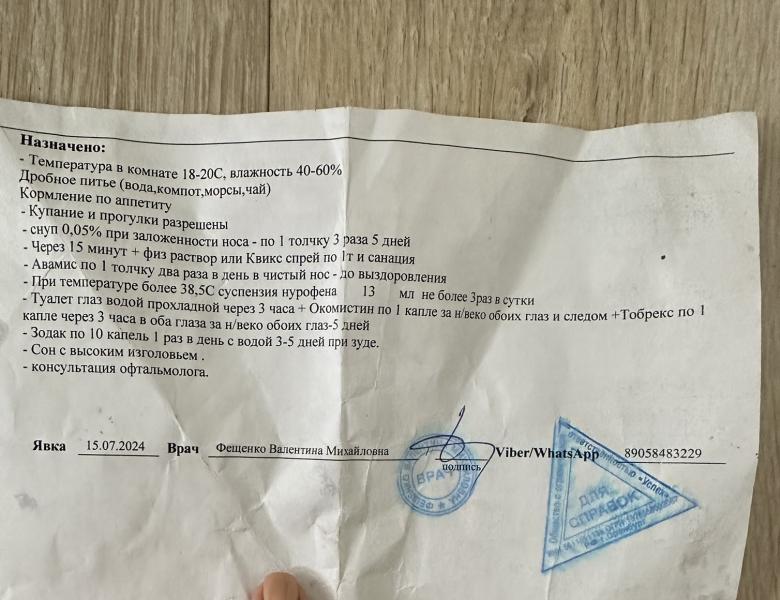 Назначено:
- Температура в комнате 18-20С, влажность 40-60%
Дробное питье (вода,компот,морсы,чай)
Кормление по аппетиту
- Купание и прогулки разрешены
- снуп 0,05% при заложенности носа - по 1 толчку 3 раза 5 дней
- Через 15 минут + физ раствор или Квикс спрей по 1т и санация
- Авамис по 1 толчку два раза в день в чистый нос - до выздоровления
- При температуре более 38,5С суспензия нурофена 13 мл не более 3раз в сутки
- Туалет глаз водой прохладной через 3 часа + Окомистин по 1 капле за н/веко обоих глаз и следом +Тобрекс по 1
капле через 3 часа в оба глаза за н/веко обоих глаз-5 дней
- Зодак по 10 капель 1 раз в день с водой 3-5 дней при зуде.
- Сон с высоким изголовьем .
- консультация офтальмолога.
Явка 15.07.2024 Врач Фещенко Валентина Михайловна Viber/WhatsApp 89058483229
подпись
ВРАЧ
ответственностью «Успех»
ДЛЯ
СПРАВОК